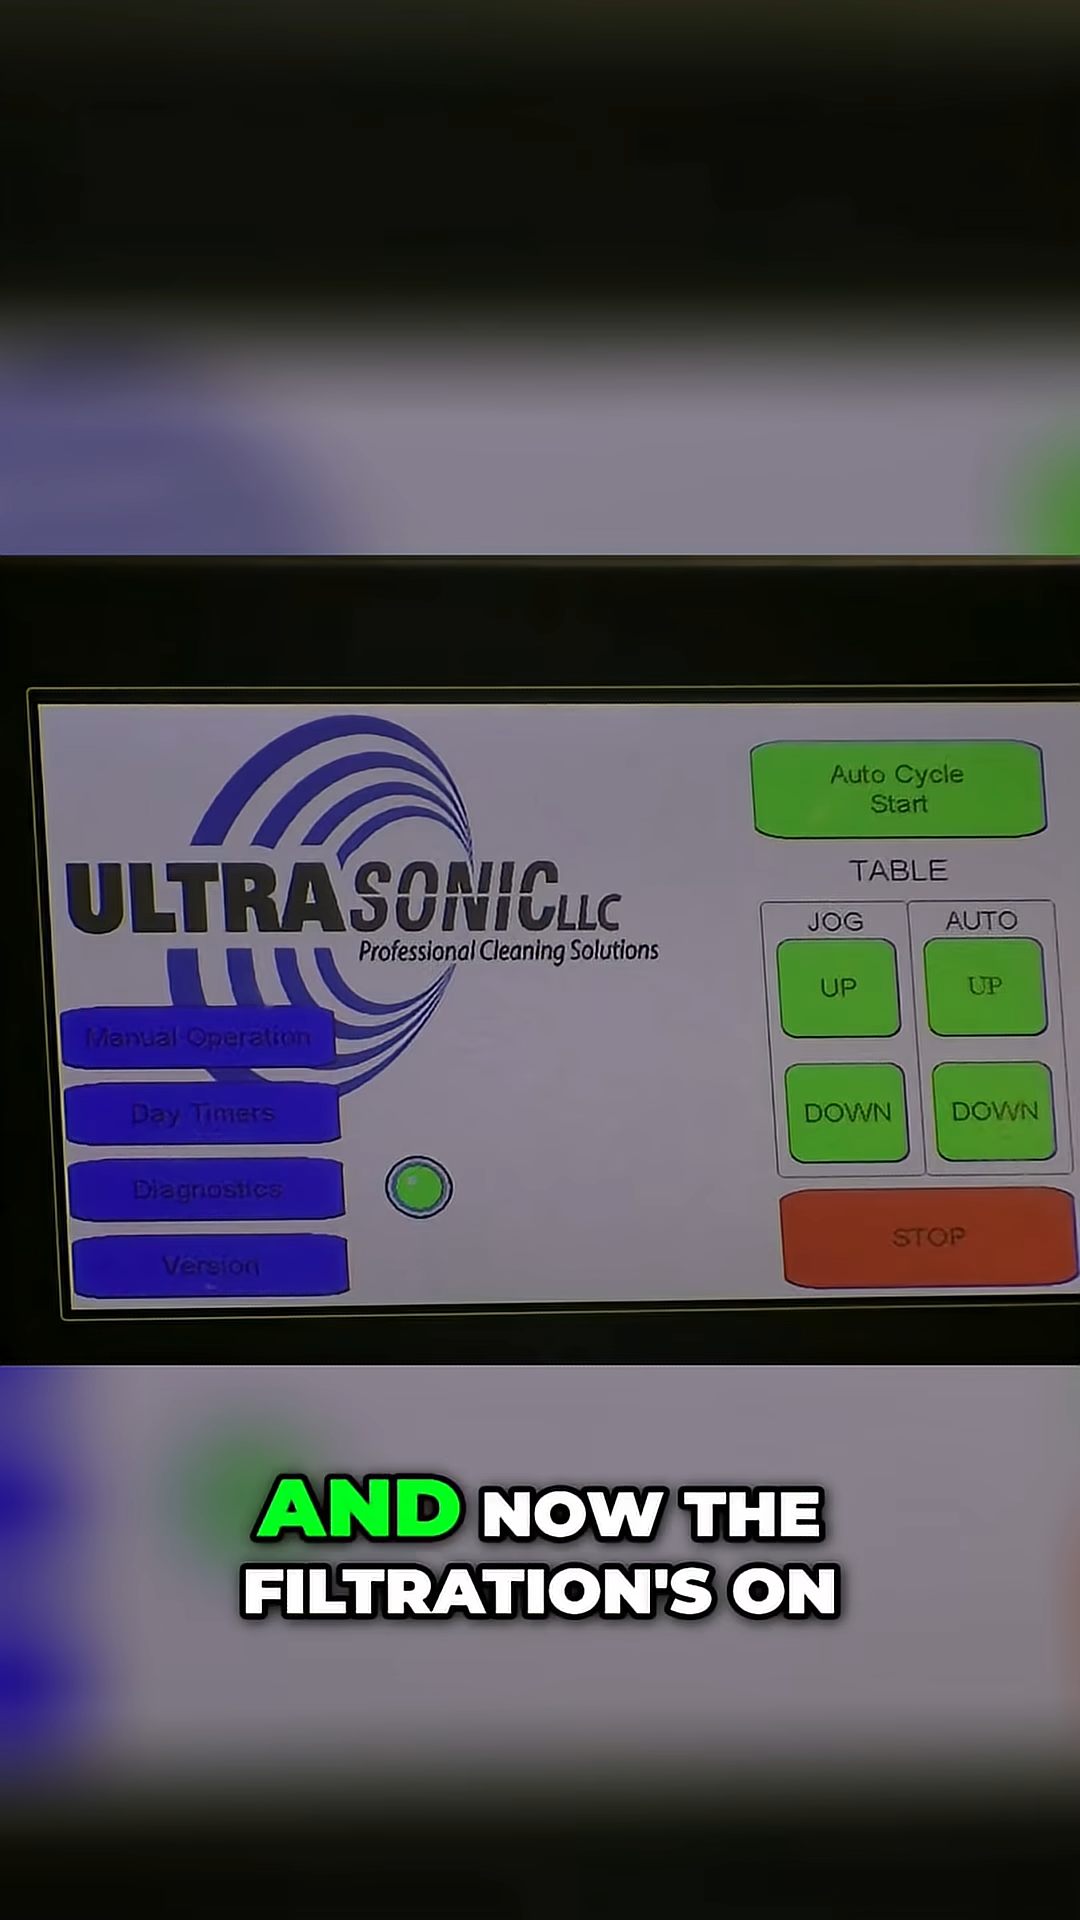 ULTRASONIC LLC
Professional Cleaning Solutions
Manual Operation
Day Timers
Diagnostics
Version
Auto Cycle
Start
TABLE
JOG
AUTO
UP
UP
DOWN
DOWN
STOP
AND NOW THE
FILTRATION'S ON